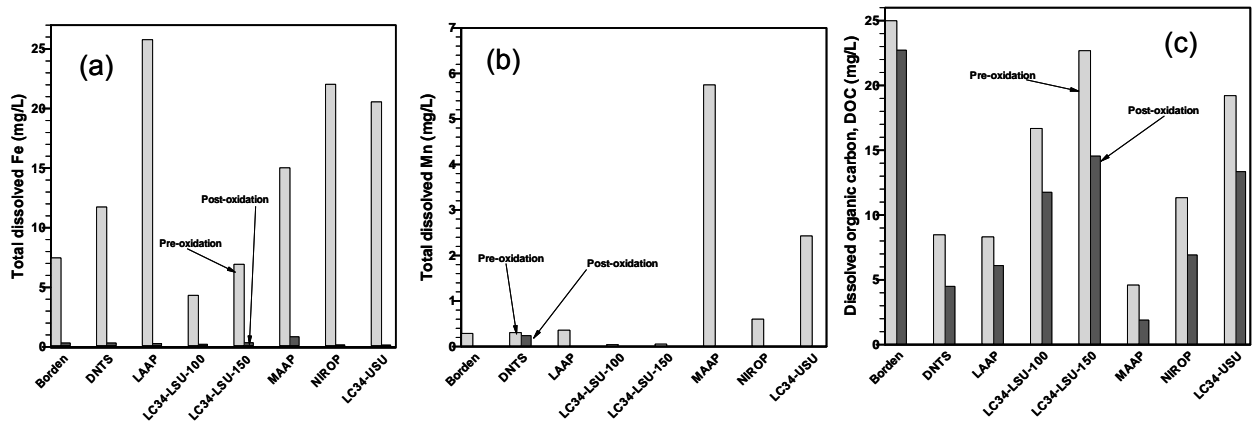 (a)
Total dissolved Fe (mg/L)
25
20
15
10
5
0
Post-oxidation
Pre-oxidation
Borden
DNTS
LAAP
LC34-LSU-100
LC34-LSU-150
MAAP
NIROP
LC34-USU
(b)
Total dissolved Mn (mg/L)
7
6
5
4
3
2
1
0
Pre-oxidation
Post-oxidation
Borden
DNTS
LAAP
LC34-LSU-100
LC34-LSU-150
MAAP
NIROP
LC34-USU
(c)
Dissolved organic carbon, DOC (mg/L)
25
20
15
10
5
0
Pre-oxidation
Post-oxidation
Borden
DNTS
LAAP
LC34-LSU-100
LC34-LSU-150
MAAP
NIROP
LC34-USU